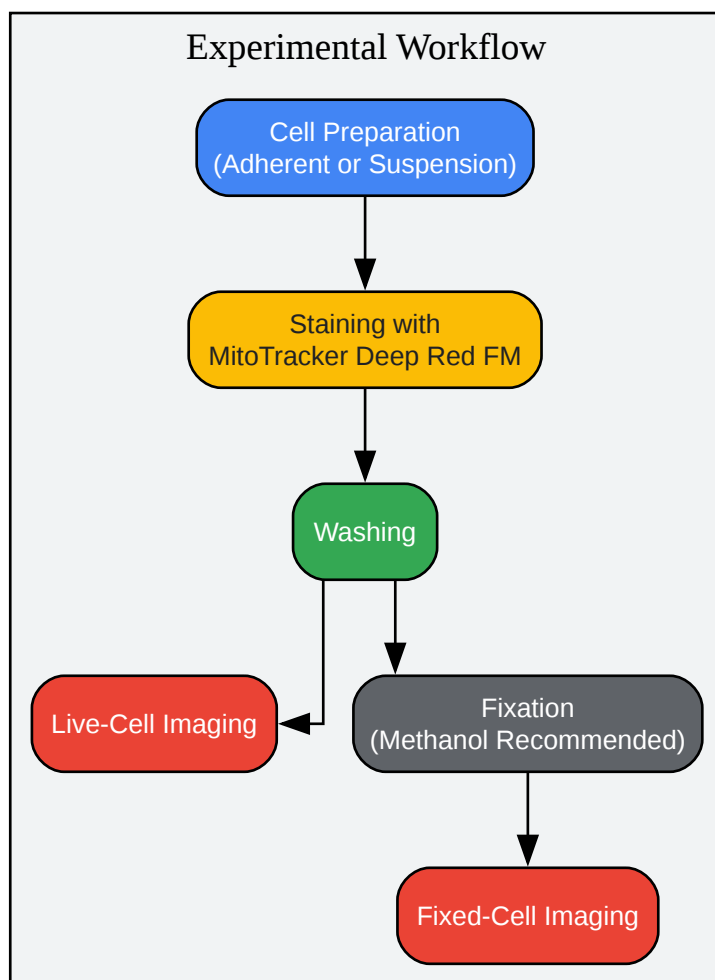 Experimental Workflow
Cell Preparation
(Adherent or Suspension)
Staining with
MitoTracker Deep Red FM
Washing
Live-Cell Imaging
Fixation
(Methanol Recommended)
Fixed-Cell Imaging